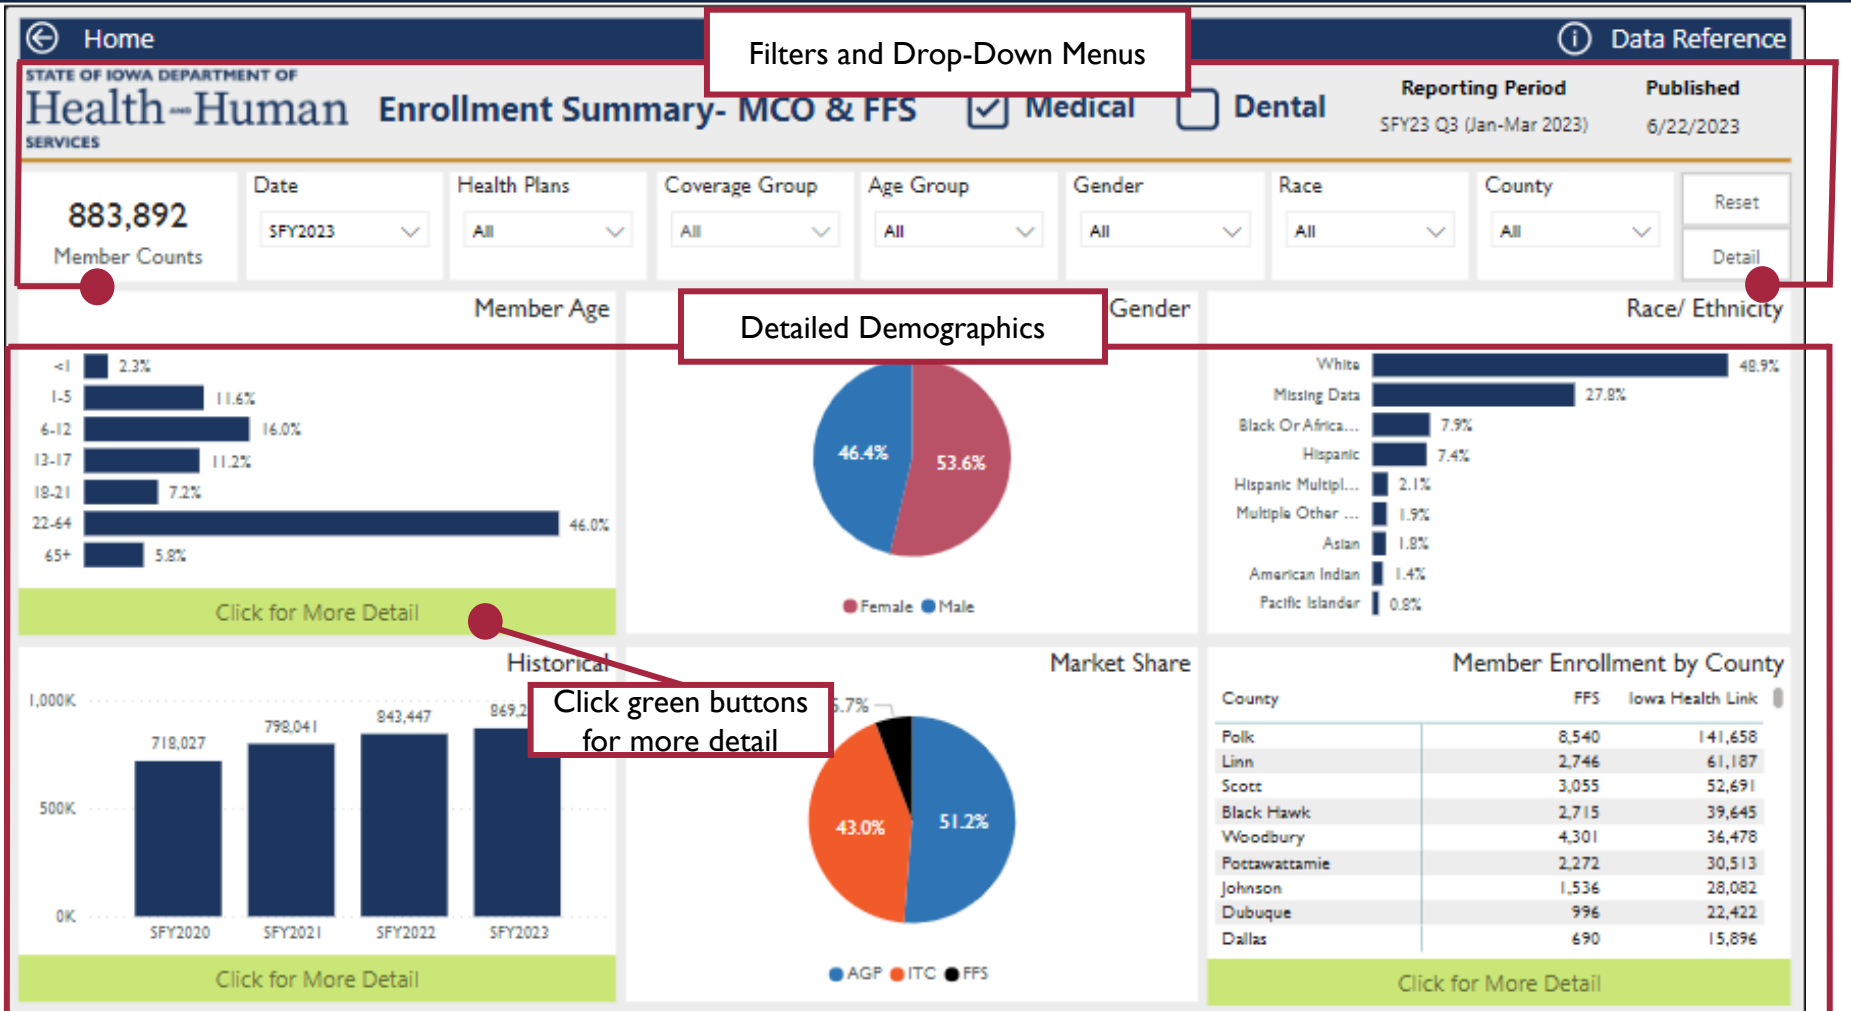 Home
Filters and Drop-Down Menus
Data Reference
STATE OF IOWA DEPARTMENT OF
Health AND Human
SERVICES
Enrollment Summary- MCO & FFS
Medical
Dental
Reporting Period
SFY23 Q3 (Jan-Mar 2023)
Published
6/22/2023
883,892
Member Counts
Date
SFY2023
Health Plans
All
Coverage Group
All
Age Group
All
Gender
All
Race
All
County
All
Reset
Detail
Member Age
<1 2.3%
1-5 11.6%
6-12 16.0%
13-17 11.2%
18-21 7.2%
22-64 46.0%
65+ 5.8%
Click for More Detail
Detailed Demographics
Gender
46.4%
53.6%
Female Male
Race/ Ethnicity
White 48.9%
Missing Data 27.8%
Black Or Africa... 7.9%
Hispanic 7.4%
Hispanic Multipl... 2.1%
Multiple Other ... 1.9%
Asian 1.8%
American Indian 1.4%
Pacific Islander 0.8%
Historical
Click green buttons
for more detail
1,000K
500K
0K
718,027
798,041
843,447
869,2
SFY2020
SFY2021
SFY2022
SFY2023
Click for More Detail
Market Share
.7%
43.0%
51.2%
AGP ITC FFS
Member Enrollment by County
County FFS Iowa Health Link
Polk 8,540 141,658
Linn 2,746 61,187
Scott 3,055 52,691
Black Hawk 2,715 39,645
Woodbury 4,301 36,478
Pottawattamie 2,272 30,513
Johnson 1,536 28,082
Dubuque 996 22,422
Dallas 690 15,896
Click for More Detail